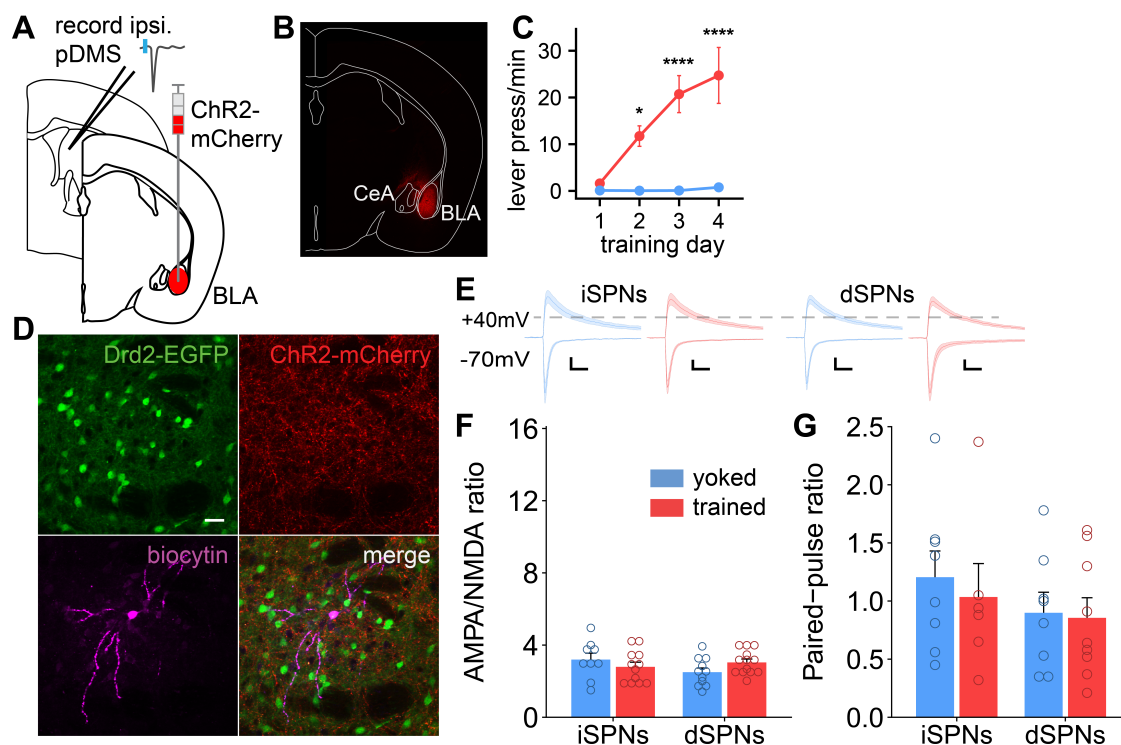 A
record ipsi.
pDMS
ChR2-
mCherry
BLA
B
CeA
BLA
C
lever press/min
30
20
10
0
*
****
****
1 2 3 4
training day
D
Drd2-EGFP
ChR2-mCherry
biocytin
merge
E
iSPNs
dSPNs
+40mV
-70mV
F
AMPA/NMDA ratio
16
12
8
4
0
yoked
trained
iSPNs
dSPNs
G
Paired−pulse ratio
2.5
2.0
1.5
1.0
0.5
0.0
iSPNs
dSPNs